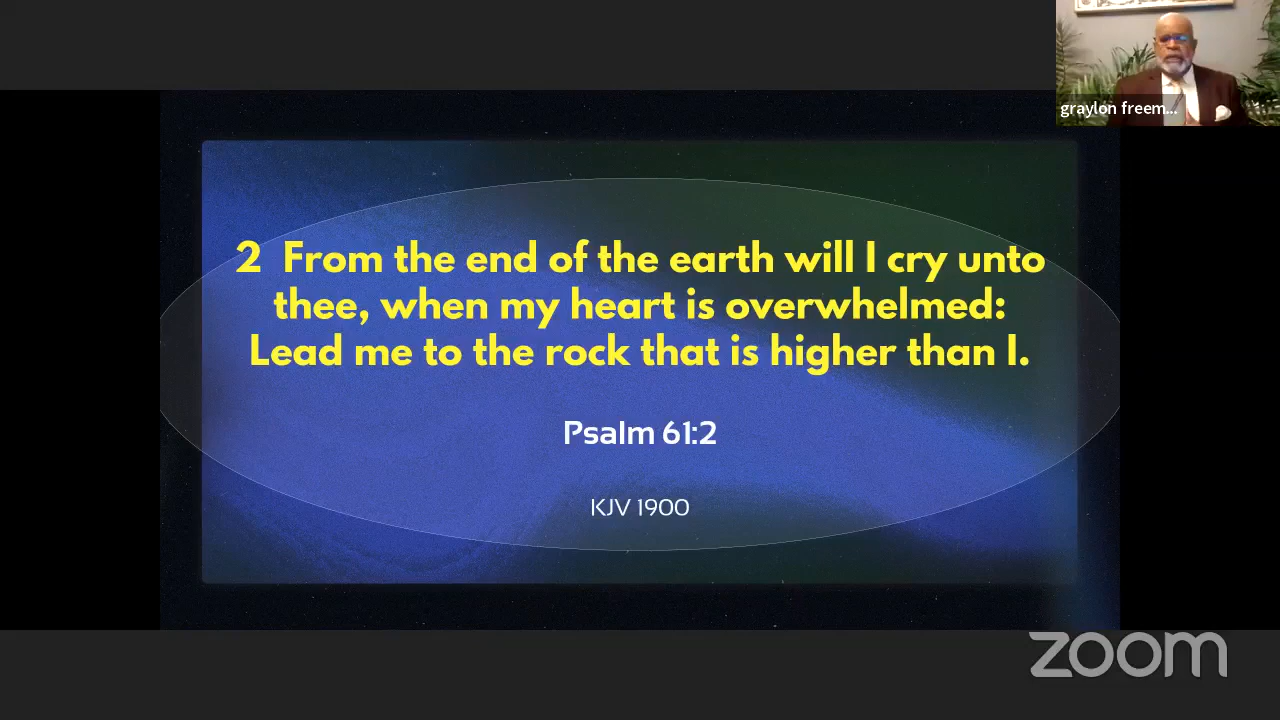 graylon freem...
2 From the end of the earth will I cry unto
thee, when my heart is overwhelmed:
Lead me to the rock that is higher than I.
Psalm 61:2
KJV 1900
zoom